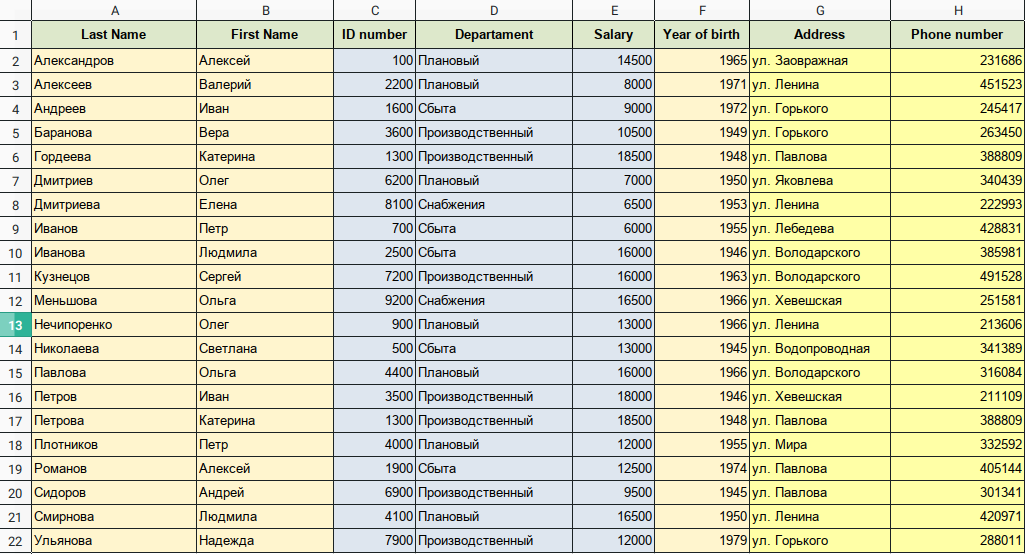 A B C D E F G H
1 Last Name First Name ID number Departament Salary Year of birth Address Phone number
2 Александров Алексей 100 Плановый 14500 1965 ул. Заовражная 231686
3 Алексеев Валерий 2200 Плановый 8000 1971 ул. Ленина 451523
4 Андреев Иван 1600 Сбыта 9000 1972 ул. Горького 245417
5 Баранова Вера 3600 Производственный 10500 1949 ул. Горького 263450
6 Гордеева Катерина 1300 Производственный 18500 1948 ул. Павлова 388809
7 Дмитриев Олег 6200 Плановый 7000 1950 ул. Яковлева 340439
8 Дмитриева Елена 8100 Снабжения 6500 1953 ул. Ленина 222993
9 Иванов Петр 700 Сбыта 6000 1955 ул. Лебедева 428831
10 Иванова Людмила 2500 Сбыта 16000 1946 ул. Володарского 385981
11 Кузнецов Сергей 7200 Производственный 16000 1963 ул. Володарского 491528
12 Меньшова Ольга 9200 Снабжения 16500 1966 ул. Хевешская 251581
13 Нечипоренко Олег 900 Плановый 13000 1966 ул. Ленина 213606
14 Николаева Светлана 500 Сбыта 13000 1945 ул. Водопроводная 341389
15 Павлова Ольга 4400 Плановый 16000 1966 ул. Володарского 316084
16 Петров Иван 3500 Производственный 18000 1946 ул. Хевешская 211109
17 Петрова Катерина 1300 Производственный 18500 1948 ул. Павлова 388809
18 Плотников Петр 4000 Плановый 12000 1955 ул. Мира 332592
19 Романов Алексей 1900 Сбыта 12500 1974 ул. Павлова 405144
20 Сидоров Андрей 6900 Производственный 9500 1945 ул. Павлова 301341
21 Смирнова Людмила 4100 Плановый 16500 1950 ул. Ленина 420971
22 Ульянова Надежда 7900 Производственный 12000 1979 ул. Горького 288011